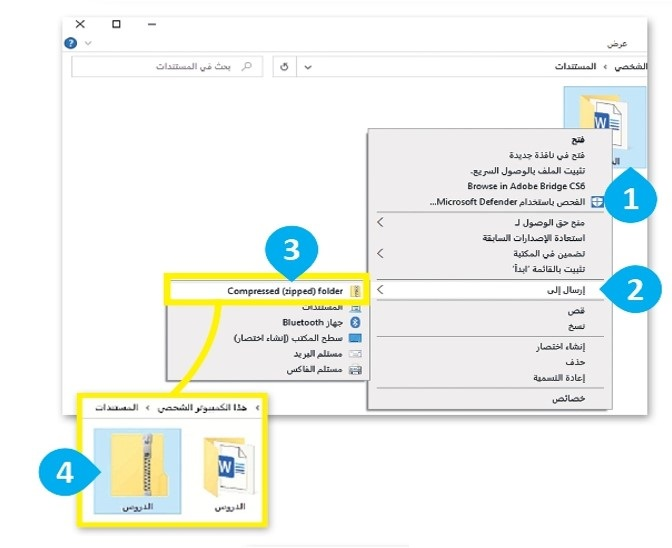 عرض
الشخصي › المستندات
بحث في المستندات
1
فتح
فتح في نافذة جديدة
تثبيت الملف بالوصول السريع.
Browse in Adobe Bridge CS6
الفحص باستخدام Microsoft Defender...
منح حق الوصول لـ
استعادة الإصدارات السابقة
تضمين في المكتبة
تثبيت بالقائمة "ابدأ"
2
إرسال إلى
قص
نسخ
إنشاء اختصار
حذف
إعادة التسمية
خصائص
3
Compressed (zipped) folder
المستندات
جهاز Bluetooth
سطح المكتب (إنشاء اختصار)
مستلم البريد
مستلم الفاكس
هذا الكمبيوتر الشخصي › المستندات ›
4
الدروس
الدروس